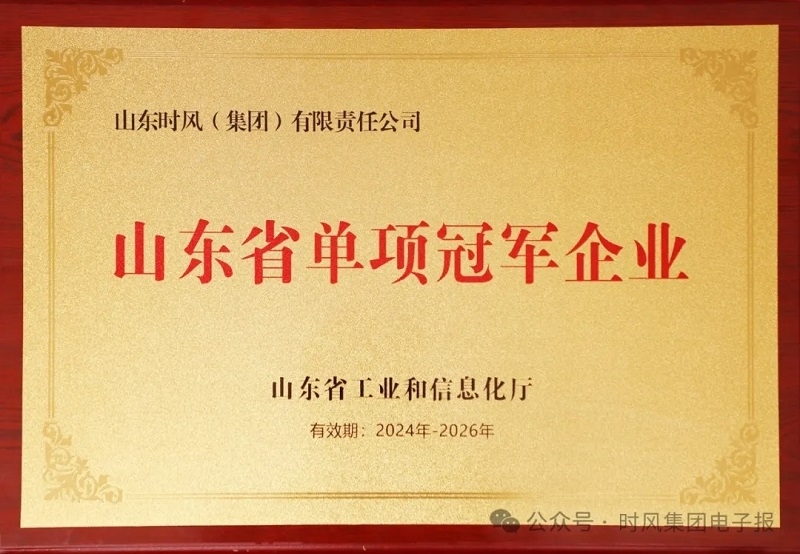 山东时风（集团）有限责任公司
山东省单项冠军企业
山东省工业和信息化厅
有效期：2024年-2026年
公众号·时风集团电子报